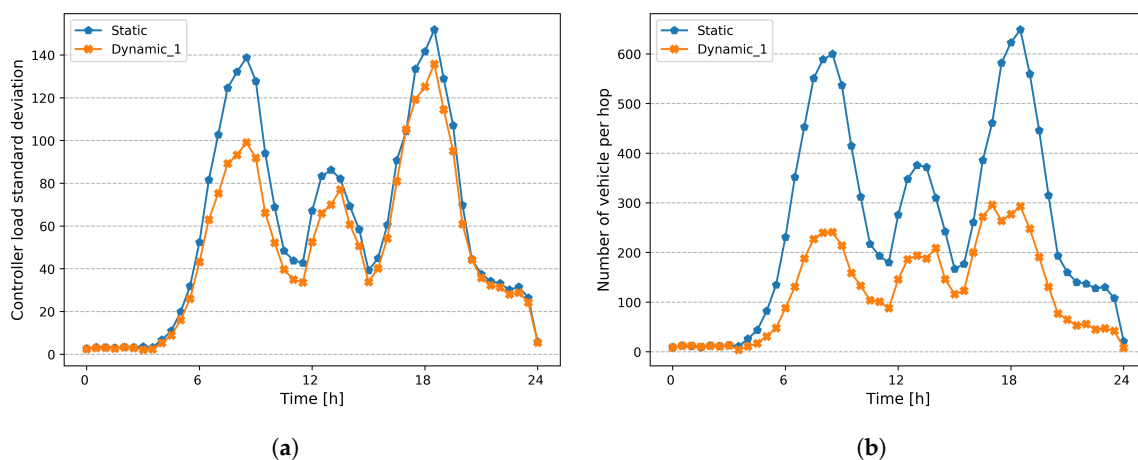 Static
Dynamic_1
Controller load standard deviation
140
120
100
80
60
40
20
0
0 6 12 18 24
Time [h]
(a)
Static
Dynamic_1
Number of vehicle per hop
600
500
400
300
200
100
0
0 6 12 18 24
Time [h]
(b)